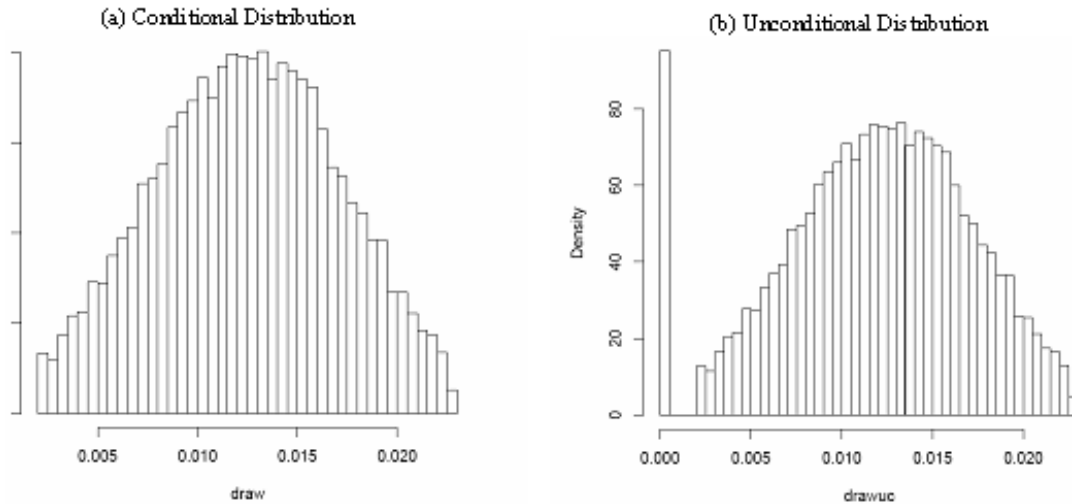 (a) Conditional Distribution
0.005 0.010 0.015 0.020
draw
(b) Unconditional Distribution
Density
80
60
40
20
0
0.000 0.005 0.010 0.015 0.020
drawuc